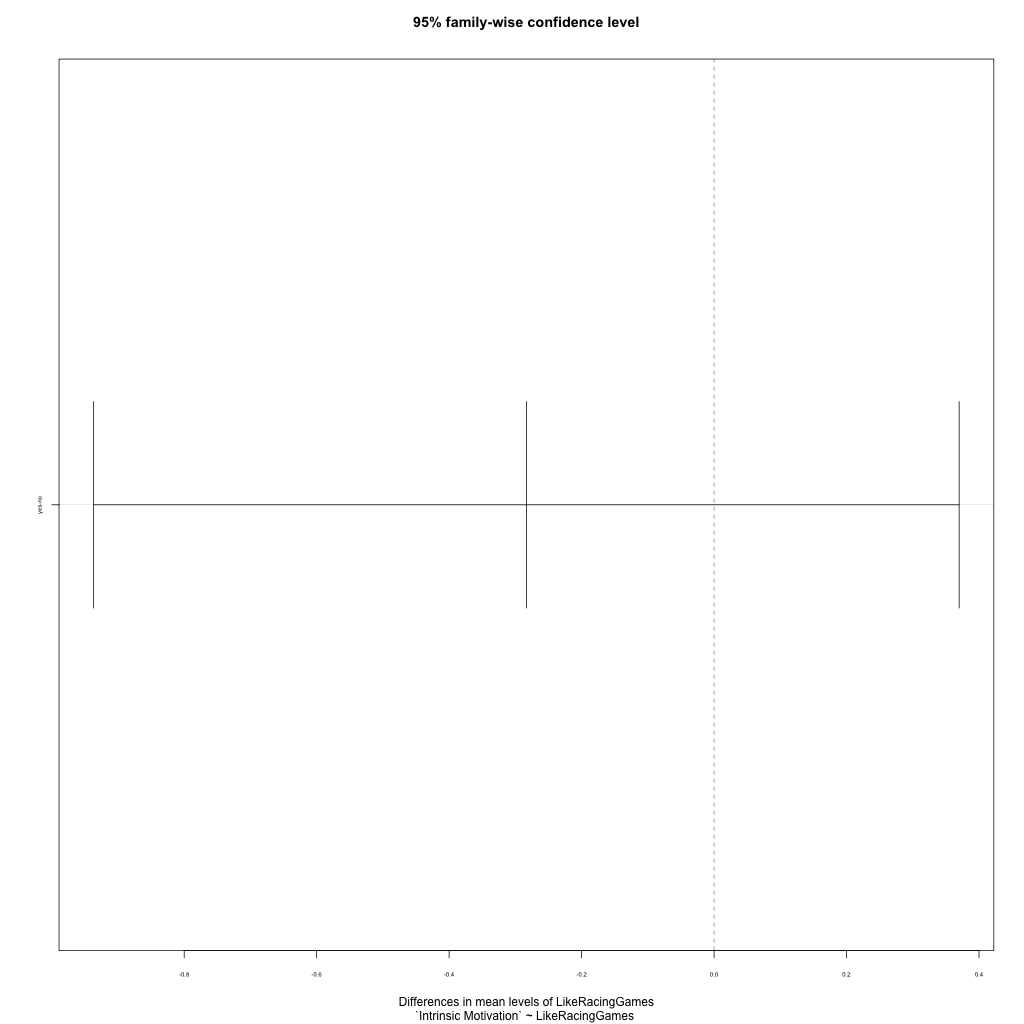 95% family-wise confidence level
yes-no
-0.8 -0.6 -0.4 -0.2 0.0 0.2 0.4
Differences in mean levels of LikeRacingGames
`Intrinsic Motivation` ~ LikeRacingGames